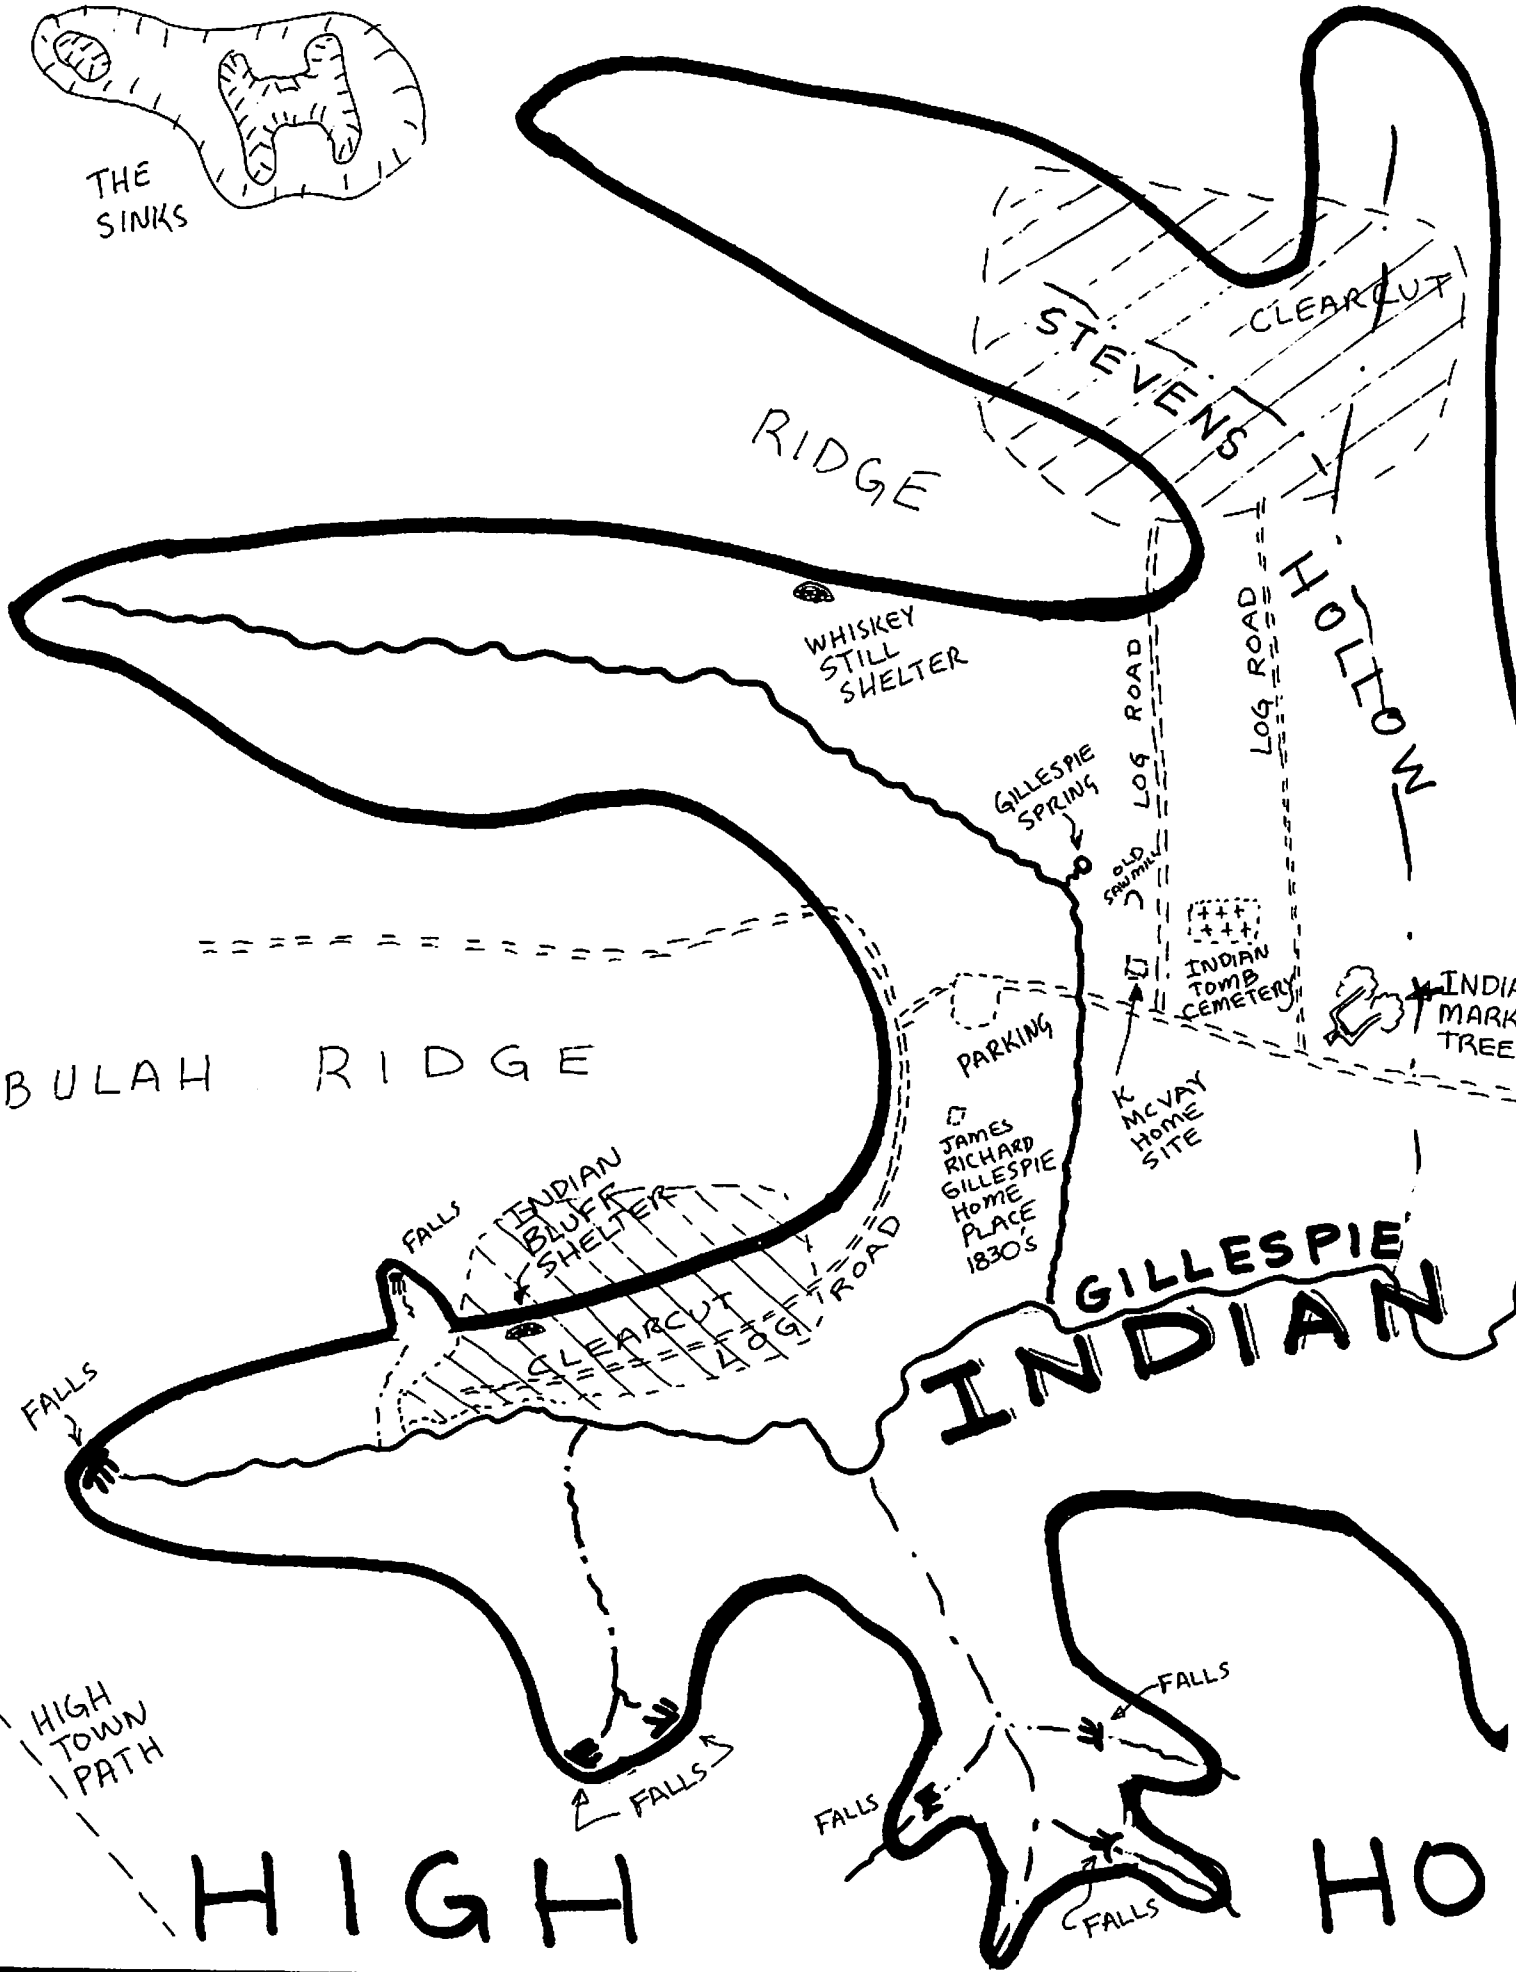 THE
SINKS
CLEARCUT
STEVENS
HOLLOW
RIDGE
WHISKEY
STILL
SHELTER
LOG ROAD
LOG ROAD
GILLESPIE
SPRING
OLD
SAWMILL
INDIAN
TOMB
CEMETERY
INDIA
MARK
TREE
PARKING
BULAH RIDGE
K
MCVAY
HOME
SITE
JAMES
RICHARD
GILLESPIE
HOME
PLACE
1830'S
INDIAN
BLUFF
SHELTER
FALLS
CLEARCUT
LOG ROAD
GILLESPIE
INDIAN
FALLS
FALLS
HIGH
TOWN
PATH
FALLS
FALLS
FALLS
HIGH HO